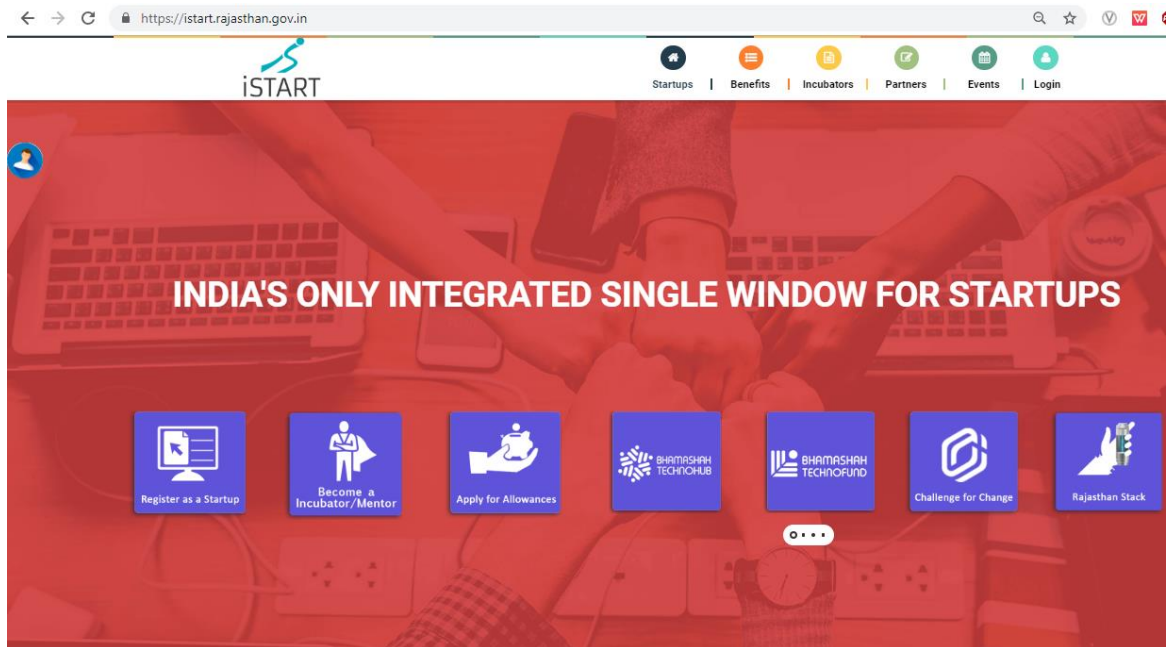 https://istart.rajasthan.gov.in
iSTART
Startups
Benefits
Incubators
Partners
Events
Login
INDIA'S ONLY INTEGRATED SINGLE WINDOW FOR STARTUPS
Register as a Startup
Become a
Incubator/Mentor
Apply for Allowances
BHAMASHAH
TECHNOHUB
BHAMASHAH
TECHNOFUND
Challenge for Change
Rajasthan Stack